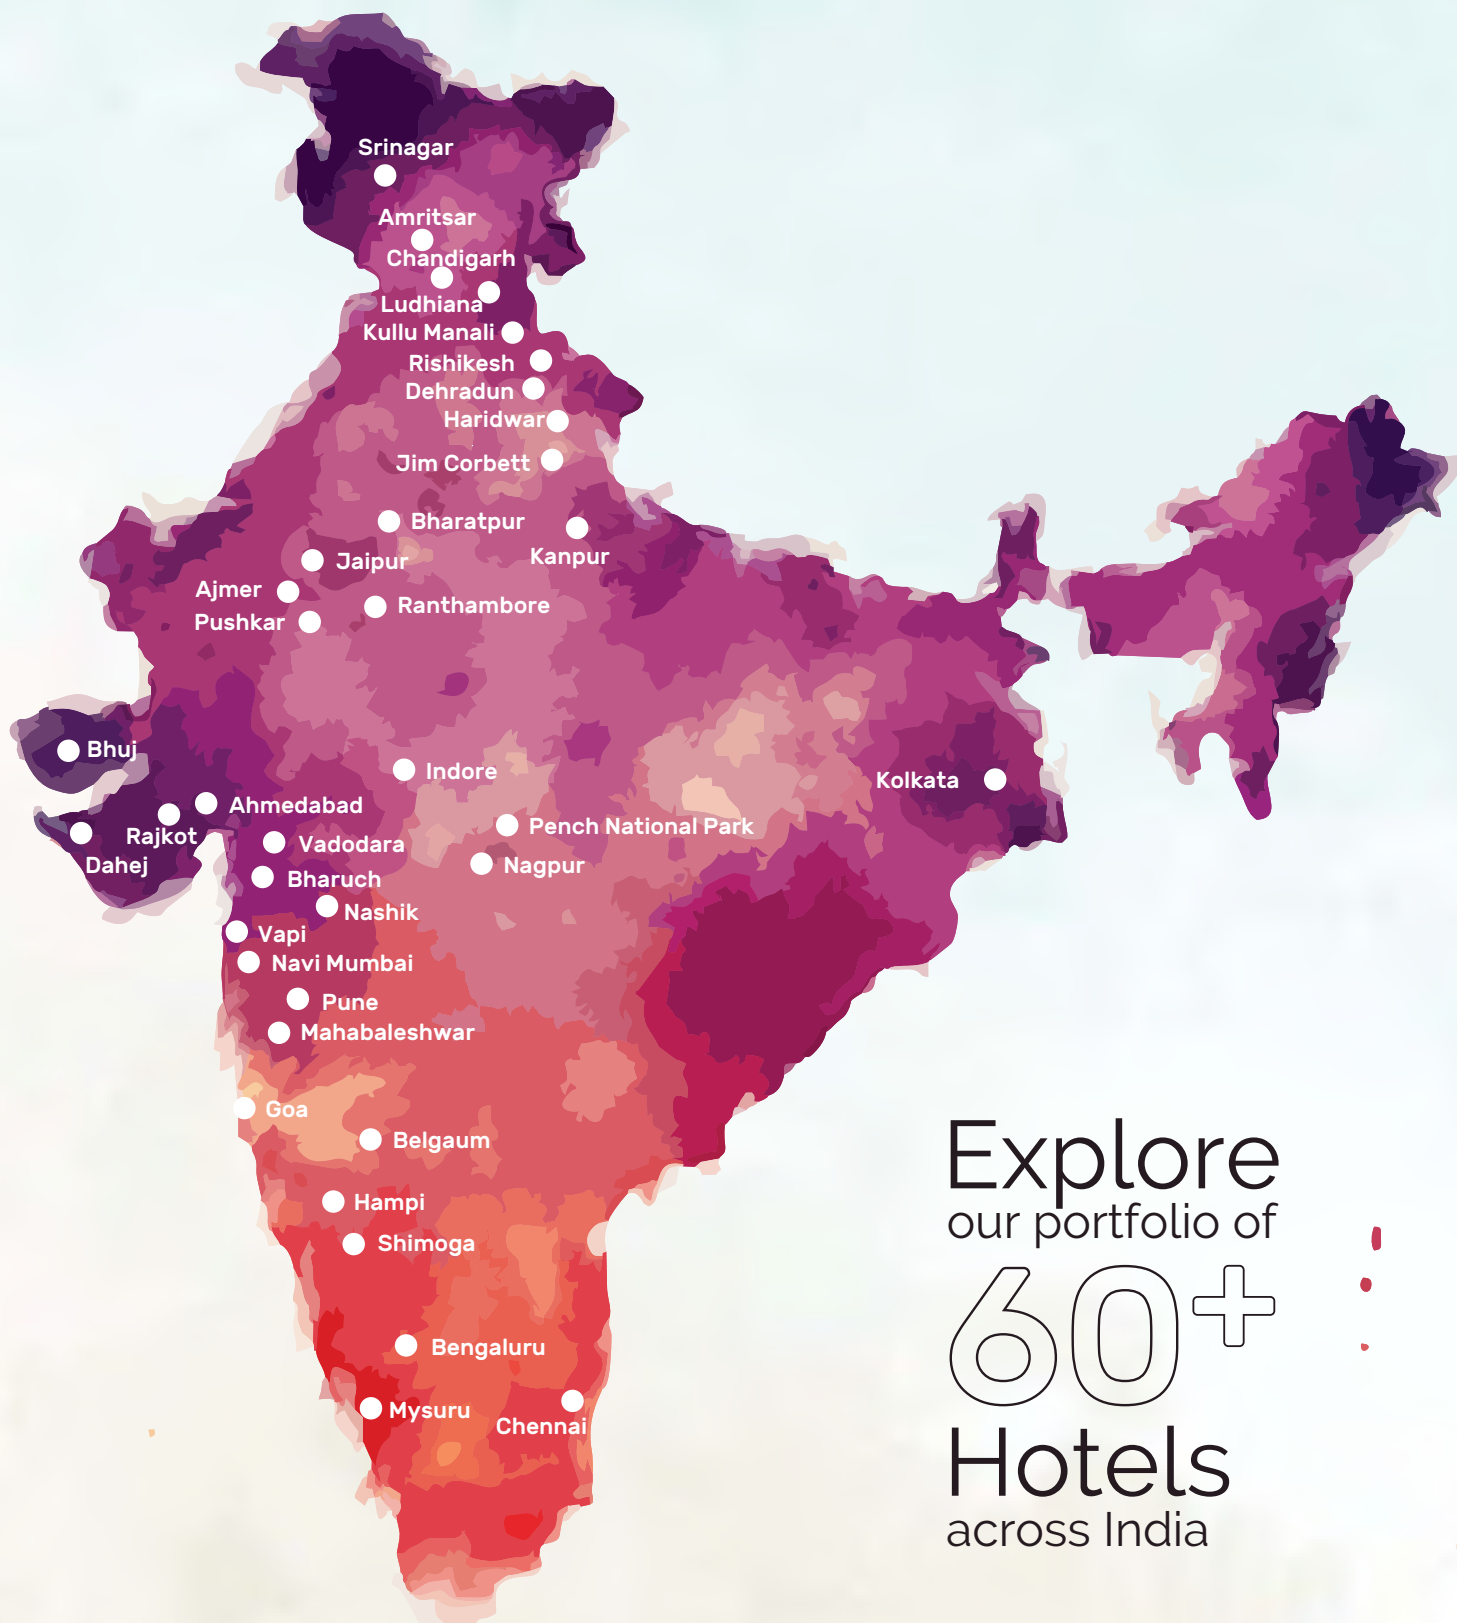 Srinagar
Amritsar
Chandigarh
Ludhiana
Kullu Manali
Rishikesh
Dehradun
Haridwar
Jim Corbett
Bharatpur
Kanpur
Jaipur
Ajmer
Ranthambore
Pushkar
Bhuj
Indore
Kolkata
Ahmedabad
Pench National Park
Rajkot
Vadodara
Dahej
Nagpur
Bharuch
Nashik
Vapi
Navi Mumbai
Pune
Mahabaleshwar
Goa
Belgaum
Hampi
Shimoga
Bengaluru
Mysuru
Chennai
Explore
our portfolio of
60+
Hotels
across India